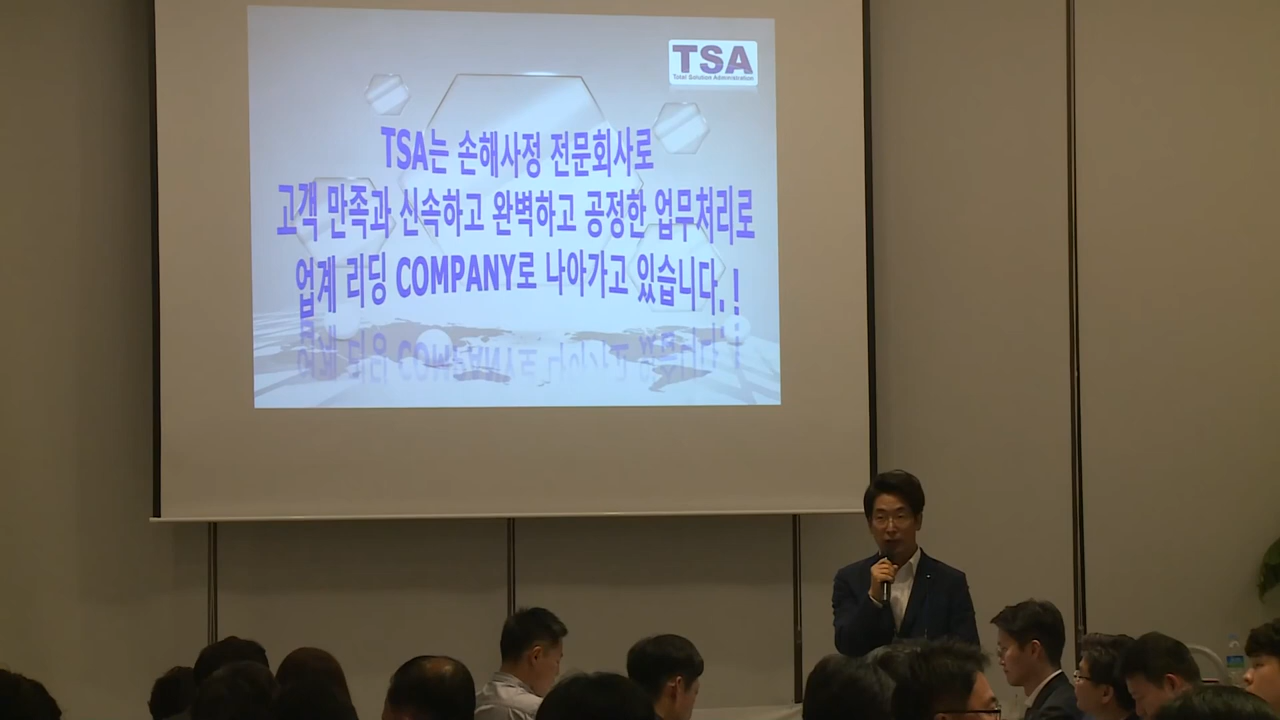 TSA
Total Solution Administration
TSA는 손해사정 전문회사로
고객 만족과 신속하고 완벽하고 공정한 업무처리로
업계 리딩 COMPANY로 나아가고 있습니다. !